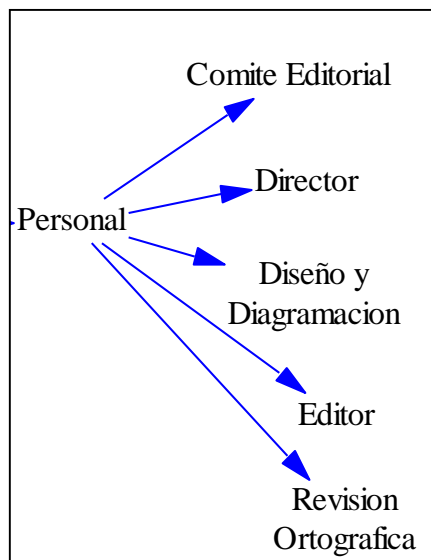 Comite Editorial
Director
Personal
Diseño y
Diagramacion
Editor
Revision
Ortografica